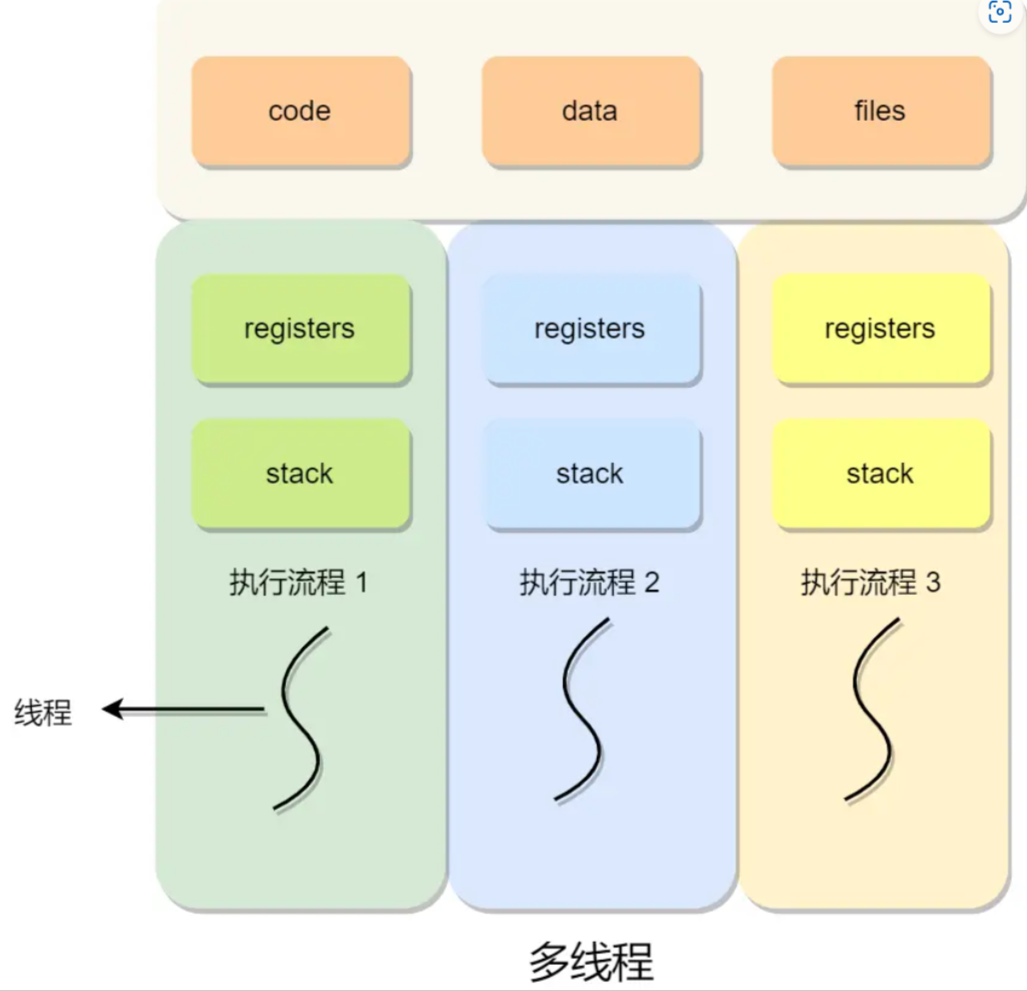 code
data
files
registers
registers
registers
stack
stack
stack
执行流程 1
执行流程 2
执行流程 3
线程
多线程